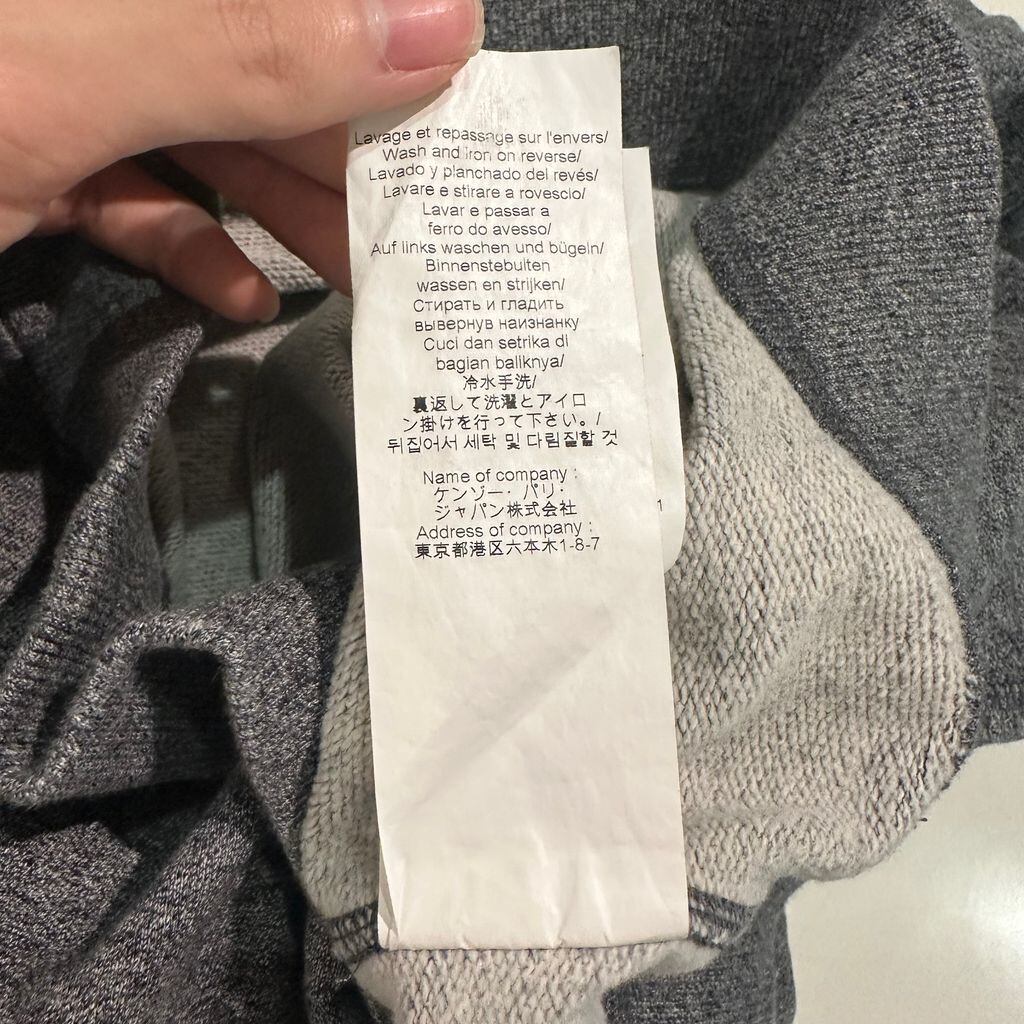 Lavage et repassage sur l'envers/
Wash and iron on reverse/
Lavado y planchado del revés/
Lavare e stirare a rovescio/
Lavar e passar a
ferro do avesso/
Auf links waschen und bügeln/
Binnenstebuiten
wassen en strijken/
Стирать и гладить
вывернув наизнанку
Cuci dan setrika di
bagian baliknya/
冷水手洗/
裏返して洗濯とアイロ
ン掛けを行って下さい。/
뒤집어서 세탁 및 다림질할 것
Name of company :
ケンゾー・パリ・
ジャパン株式会社
Address of company :
東京都港区六本木1-8-7
1